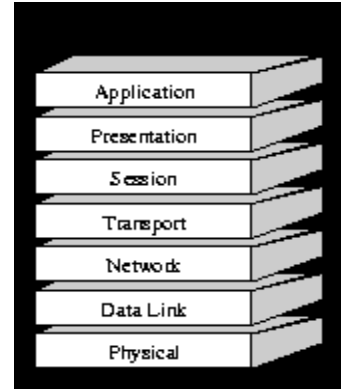 Application
Presentation
Session
Transport
Network
Data Link
Physical